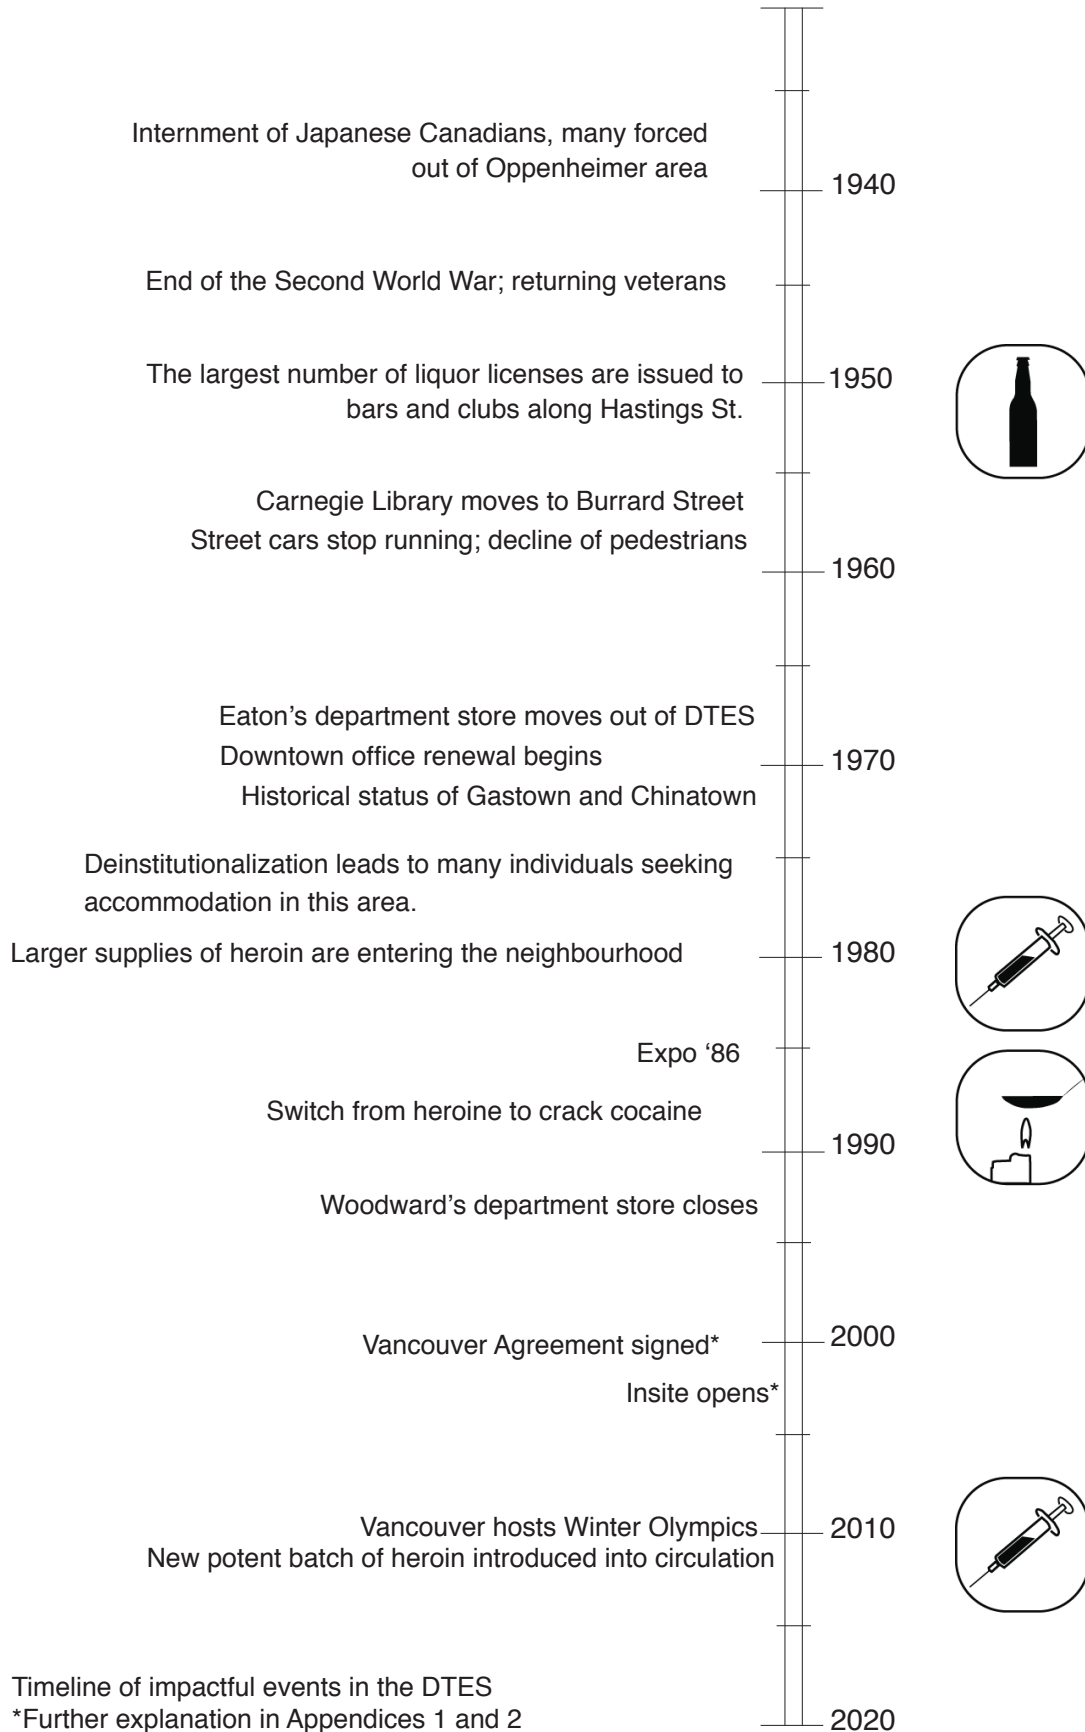 Internment of Japanese Canadians, many forced
out of Oppenheimer area
1940
End of the Second World War; returning veterans
The largest number of liquor licenses are issued to
1950
bars and clubs along Hastings St.
Carnegie Library moves to Burrard Street
Street cars stop running; decline of pedestrians
1960
Eaton’s department store moves out of DTES
Downtown office renewal begins
1970
Historical status of Gastown and Chinatown
Deinstitutionalization leads to many individuals seeking
accommodation in this area.
Larger supplies of heroin are entering the neighbourhood
1980
Expo ‘86
Switch from heroine to crack cocaine
1990
Woodward’s department store closes
Vancouver Agreement signed*
2000
Insite opens*
Vancouver hosts Winter Olympics
2010
New potent batch of heroin introduced into circulation
Timeline of impactful events in the DTES
*Further explanation in Appendices 1 and 2
2020